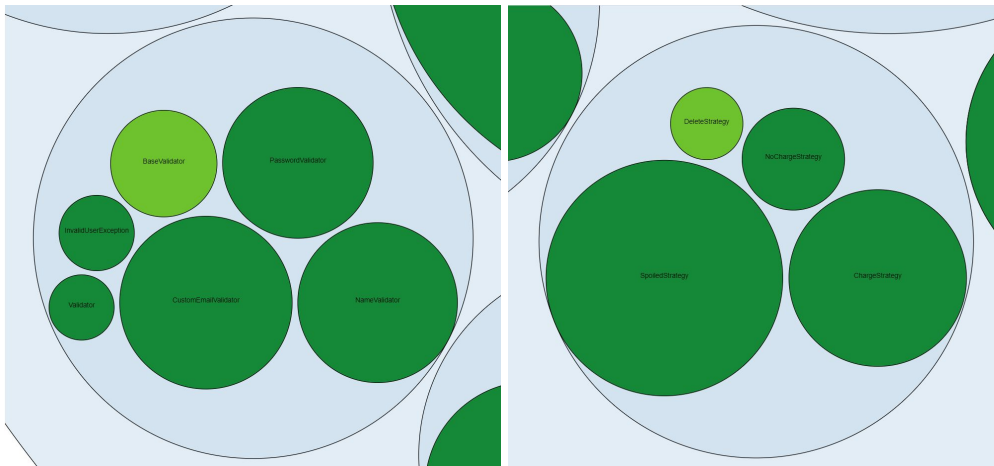 BaseValidator
PasswordValidator
InvalidUserException
Validator
CustomEmailValidator
NameValidator
DeleteStrategy
NoChargeStrategy
SpoiledStrategy
ChargeStrategy